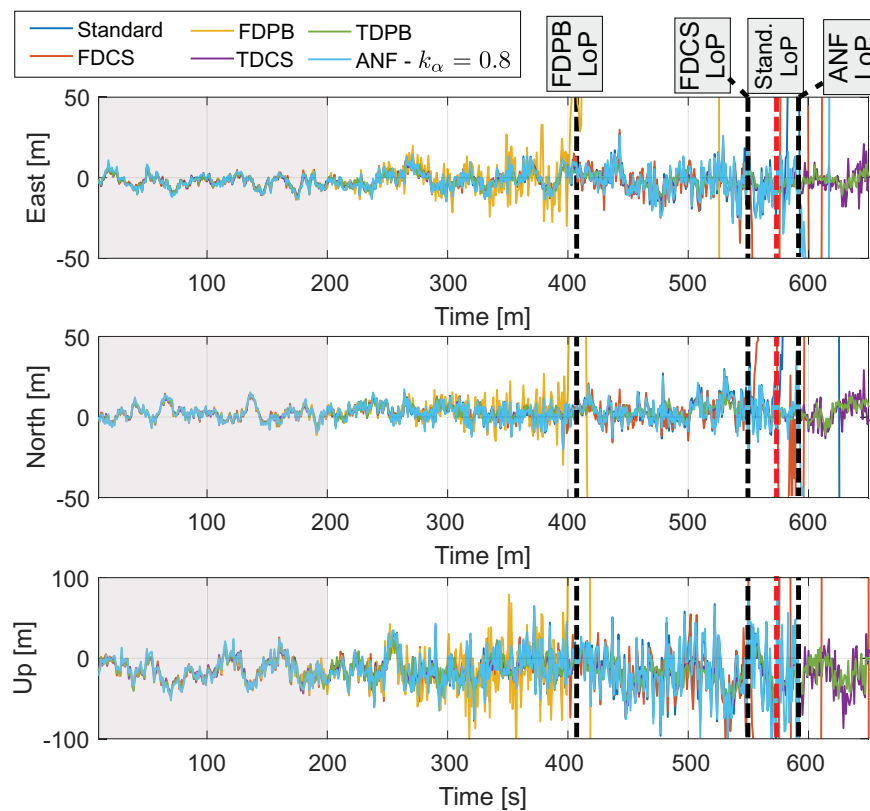 Standard
FDPB
TDPB
FDCS
TDCS
ANF - kα = 0.8
FDPB
LoP
FDCS
LoP
Stand.
LoP
ANF
LoP
50
0
-50
East [m]
100
200
300
400
500
600
Time [m]
50
0
-50
North [m]
100
200
300
400
500
600
Time [m]
100
0
-100
Up [m]
100
200
300
400
500
600
Time [s]